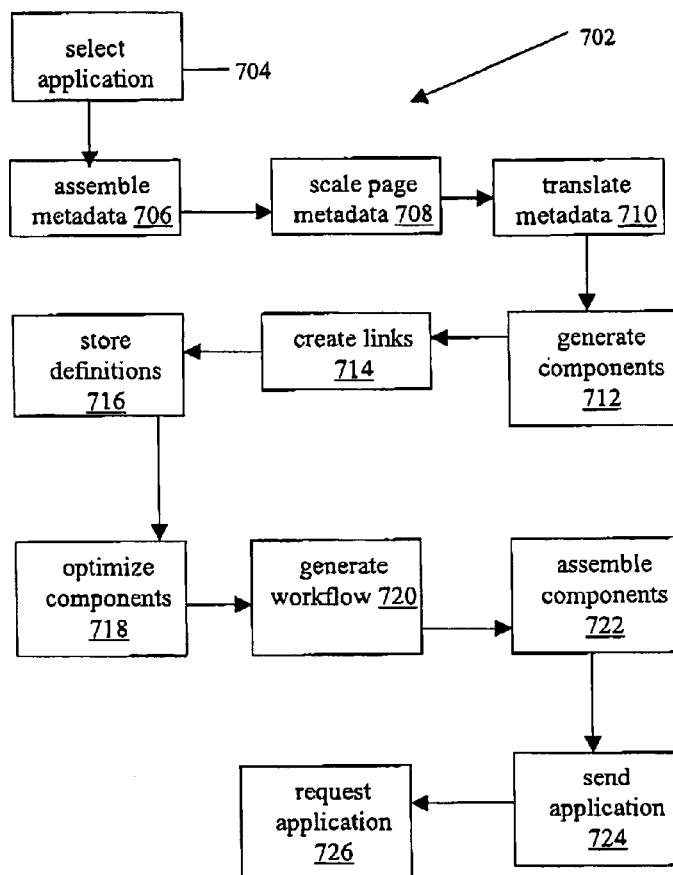 select
application
704
702
assemble
metadata 706
scale page
metadata 708
translate
metadata 710
store
definitions
716
create links
714
generate
components
712
optimize
components
718
generate
workflow 720
assemble
components
722
request
application
726
send
application
724